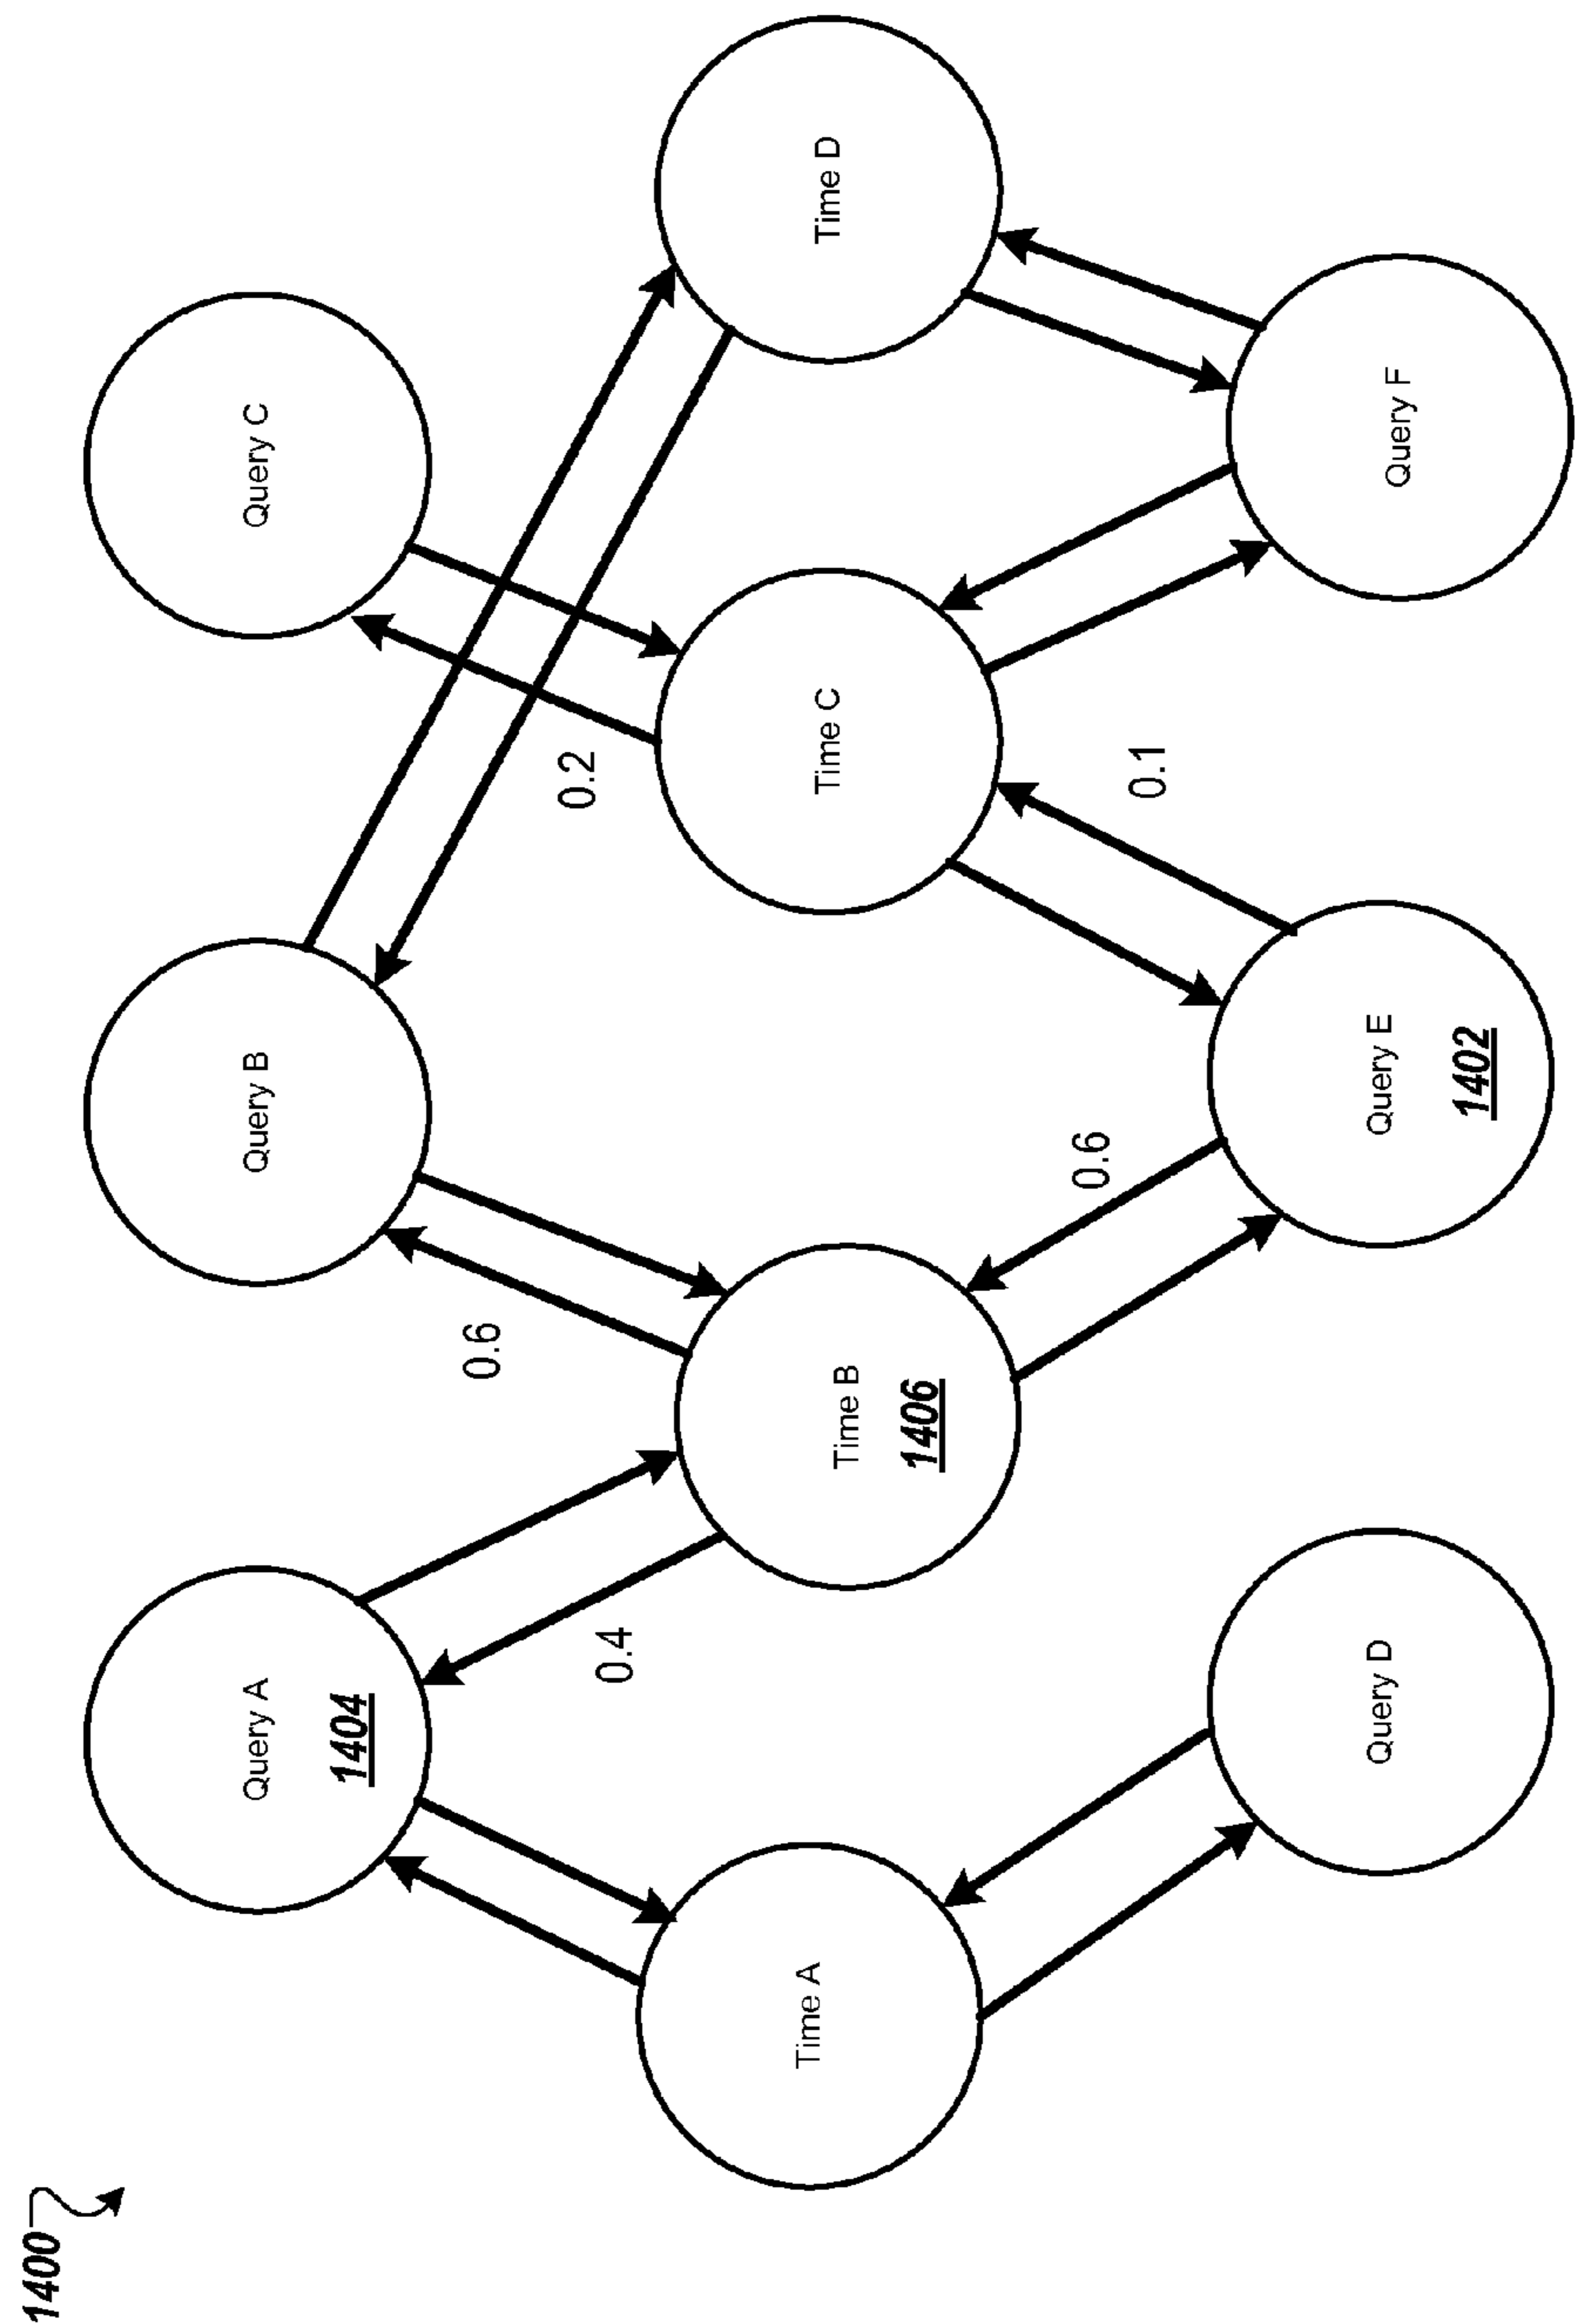 1400
Query A
1404
Query B
Query C
0.6
0.2
0.4
Time A
Time B
1406
Time C
Time D
0.6
0.1
Query D
Query E
1402
Query F